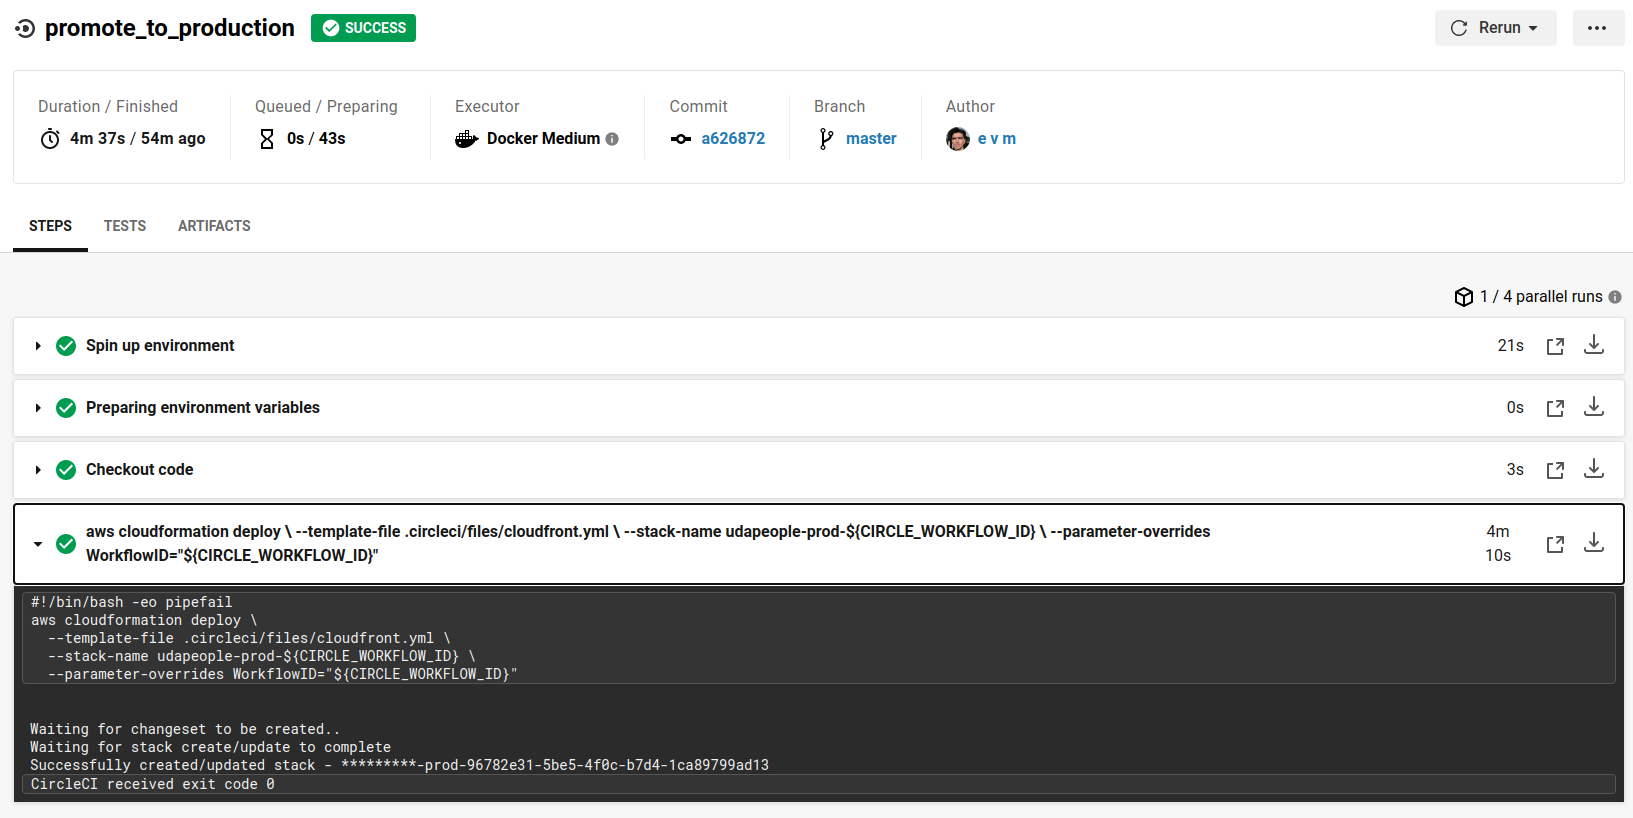 promote_to_production SUCCESS Rerun
Duration / Finished Queued / Preparing Executor Commit Branch Author
4m 37s / 54m ago 0s / 43s Docker Medium a626872 master e v m
STEPS TESTS ARTIFACTS
1 / 4 parallel runs
Spin up environment 21s
Preparing environment variables 0s
Checkout code 3s
aws cloudformation deploy \ --template-file .circleci/files/cloudfront.yml \ --stack-name udapeople-prod-${CIRCLE_WORKFLOW_ID} \ --parameter-overrides 4m
WorkflowID="${CIRCLE_WORKFLOW_ID}" 10s
#!/bin/bash -eo pipefail
aws cloudformation deploy \
--template-file .circleci/files/cloudfront.yml \
--stack-name udapeople-prod-${CIRCLE_WORKFLOW_ID} \
--parameter-overrides WorkflowID="${CIRCLE_WORKFLOW_ID}"
Waiting for changeset to be created..
Waiting for stack create/update to complete
Successfully created/updated stack - *********-prod-96782e31-5be5-4f0c-b7d4-1ca89799ad13
CircleCI received exit code 0